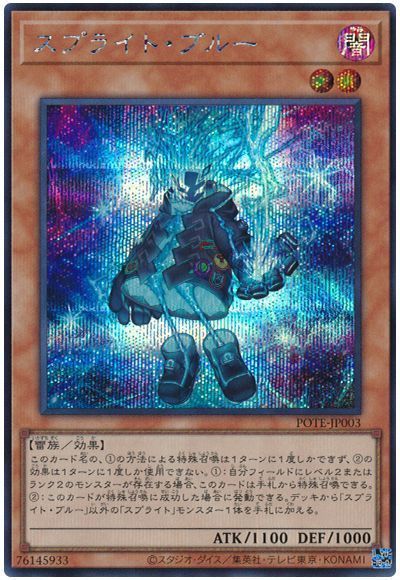 スプライト・ブルー
闇
POTE-JP003
ATK/1100 DEF/1000
【雷族／効果】
このカード名の、①の方法による特殊召喚は1ターンに1度しかできず、②の
効果は1ターンに1度しか使用できない。①：自分フィールドにレベル2または
ランク2のモンスターが存在する場合、このカードは手札から特殊召喚できる。
②：このカードが特殊召喚に成功した場合に発動できる。デッキから「スプラ
イト・ブルー」以外の「スプライト」モンスター1体を手札に加える。
76145933
©スタジオ・ダイス／集英社・テレビ東京・KONAMI